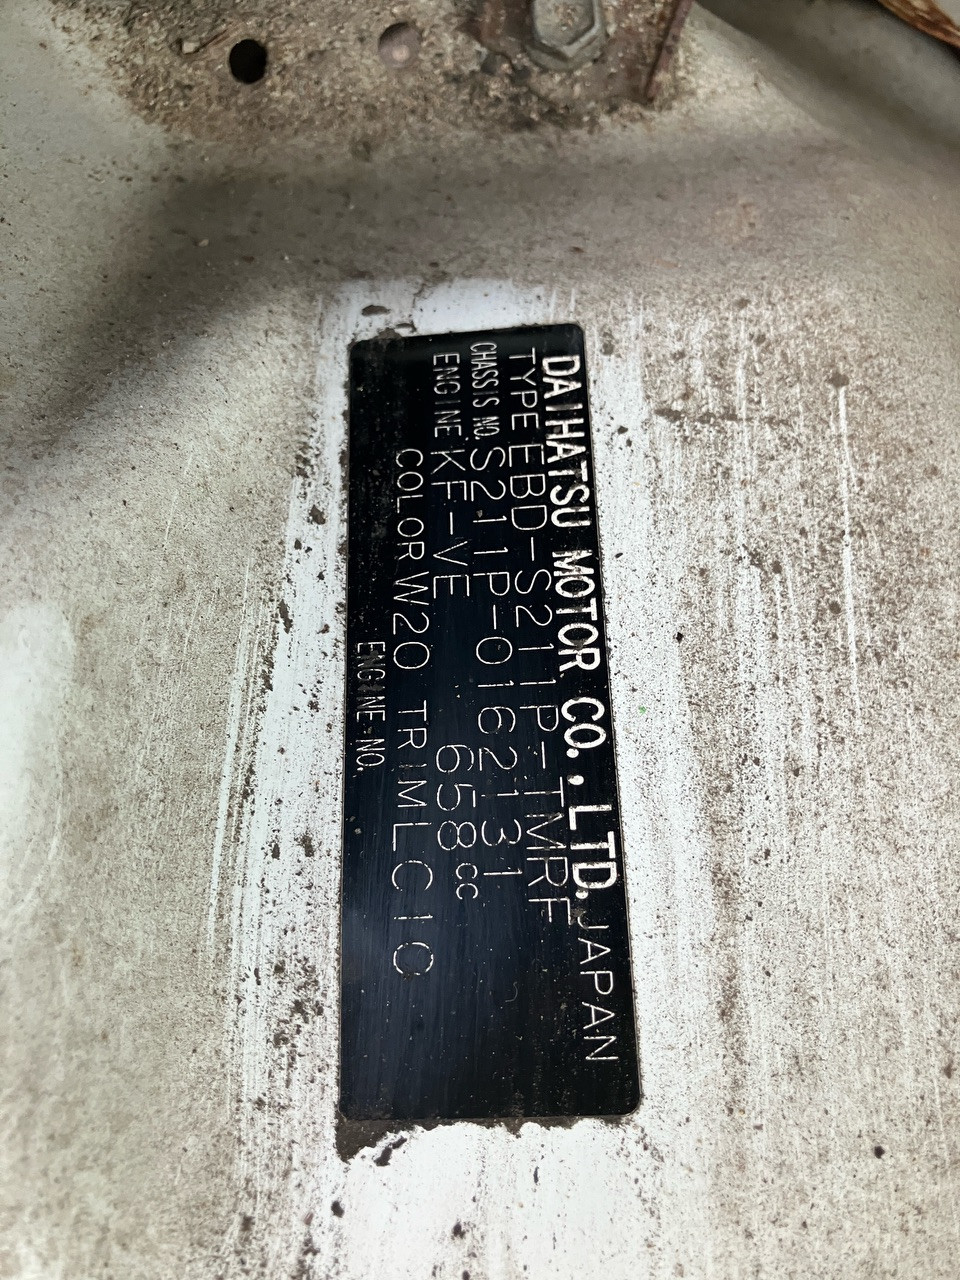 DAIHATSU MOTOR CO.,LTD. JAPAN
TYPE EBD-S211P-TMRF
CHASSIS NO. S211P-0162131
ENGINE KF-VE 658cc
COLOR W20 TRIM LC10
ENGINE-NO.